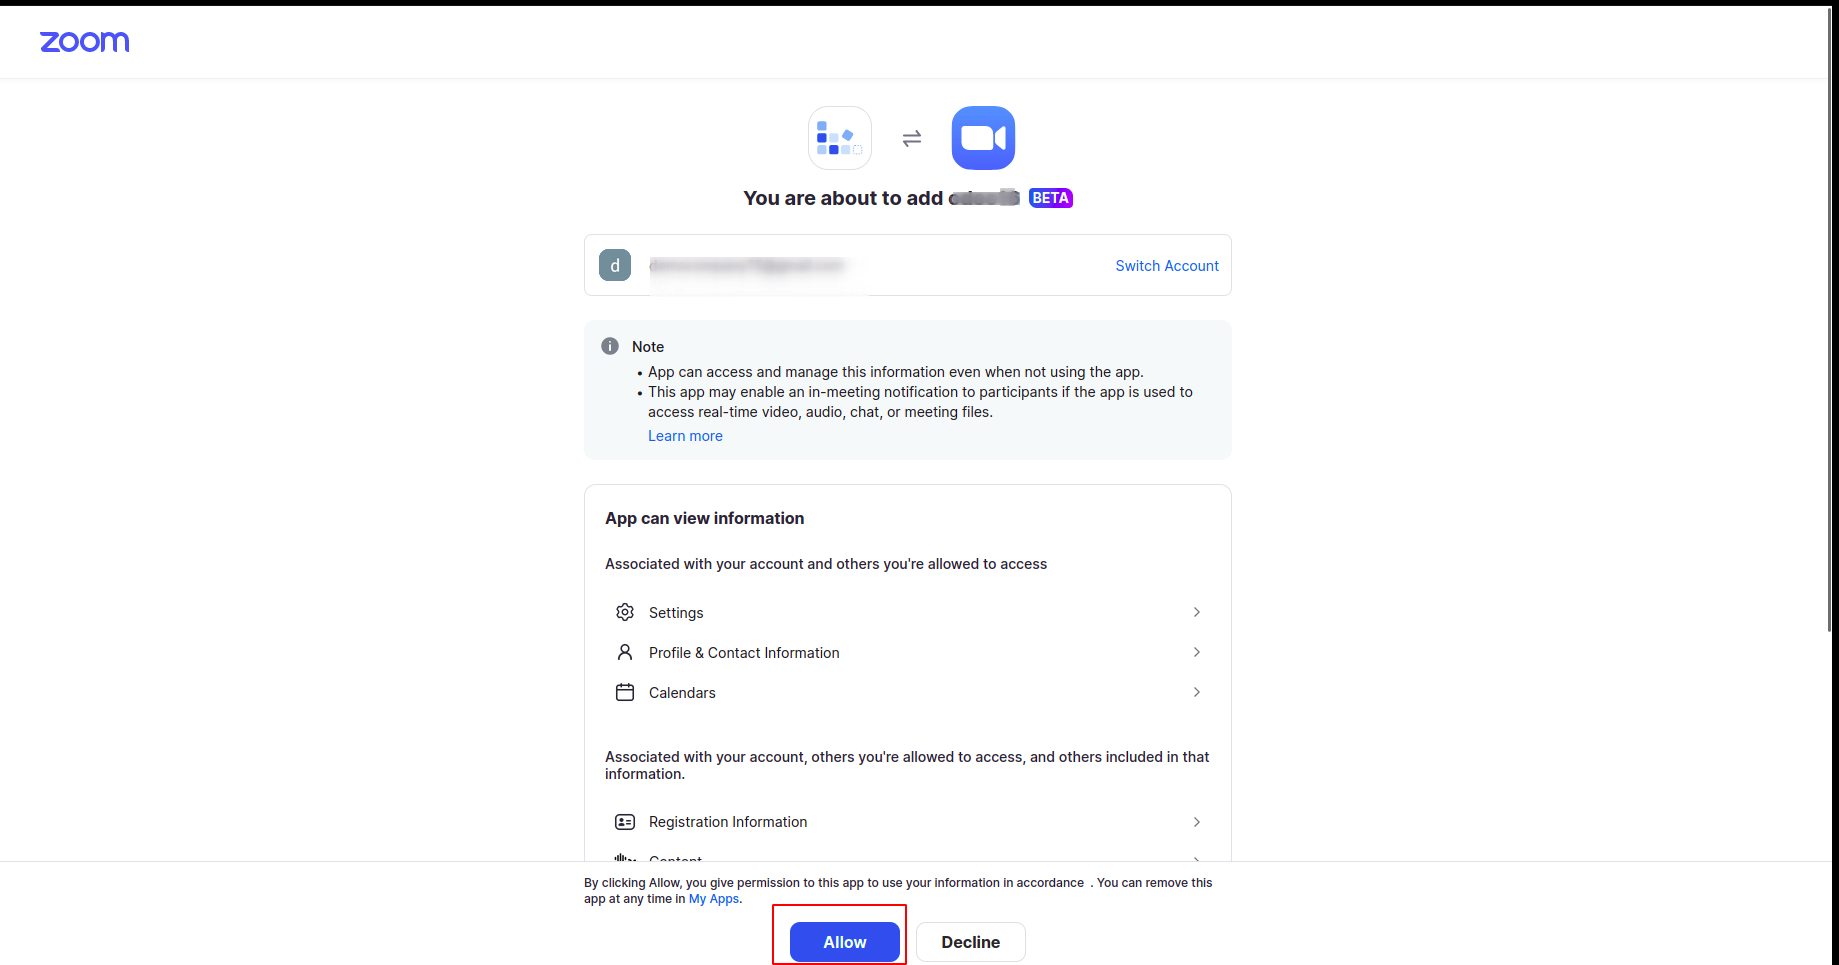 zoom
You are about to add
BETA
d
Switch Account
Note
• App can access and manage this information even when not using the app.
• This app may enable an in-meeting notification to participants if the app is used to
access real-time video, audio, chat, or meeting files.
Learn more
App can view information
Associated with your account and others you're allowed to access
Settings
Profile & Contact Information
Calendars
Associated with your account, others you're allowed to access, and others included in that
information.
Registration Information
Content
By clicking Allow, you give permission to this app to use your information in accordance . You can remove this
app at any time in My Apps.
Allow
Decline